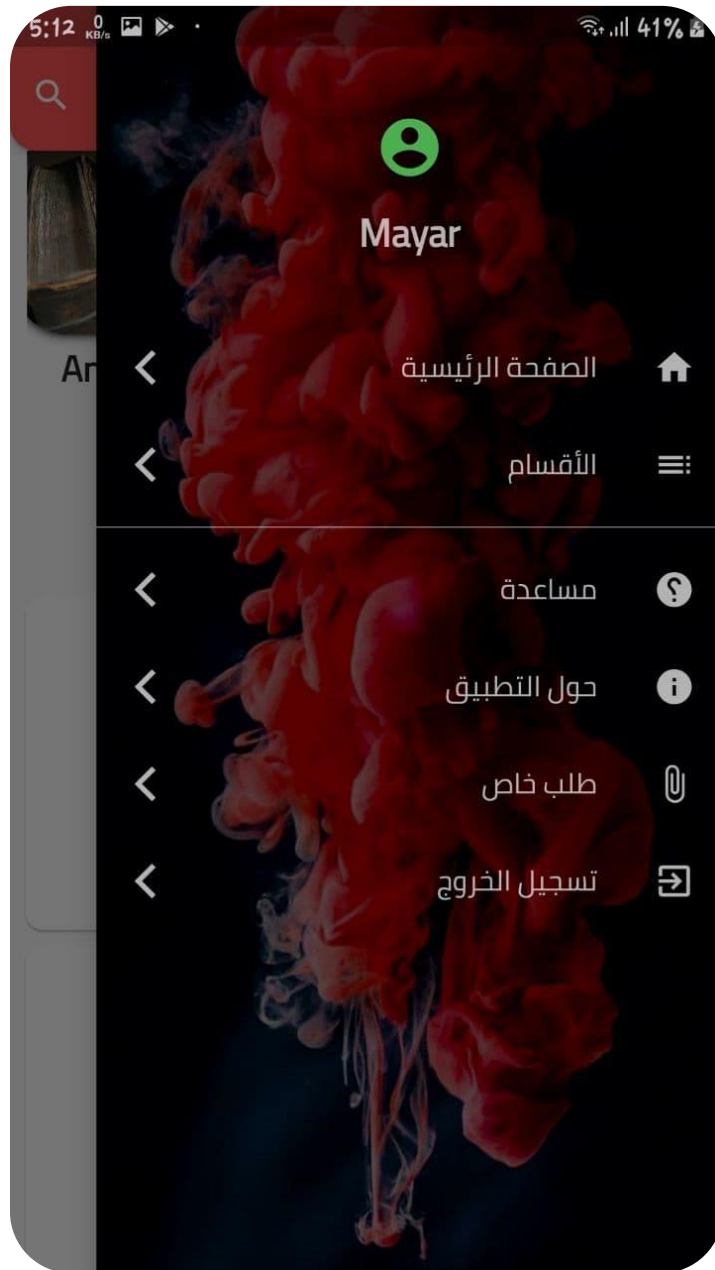 5:12 0 KB/s 41%
Mayar
An
الصفحة الرئيسية
الأقسام
مساعدة
حول التطبيق
طلب خاص
تسجيل الخروج